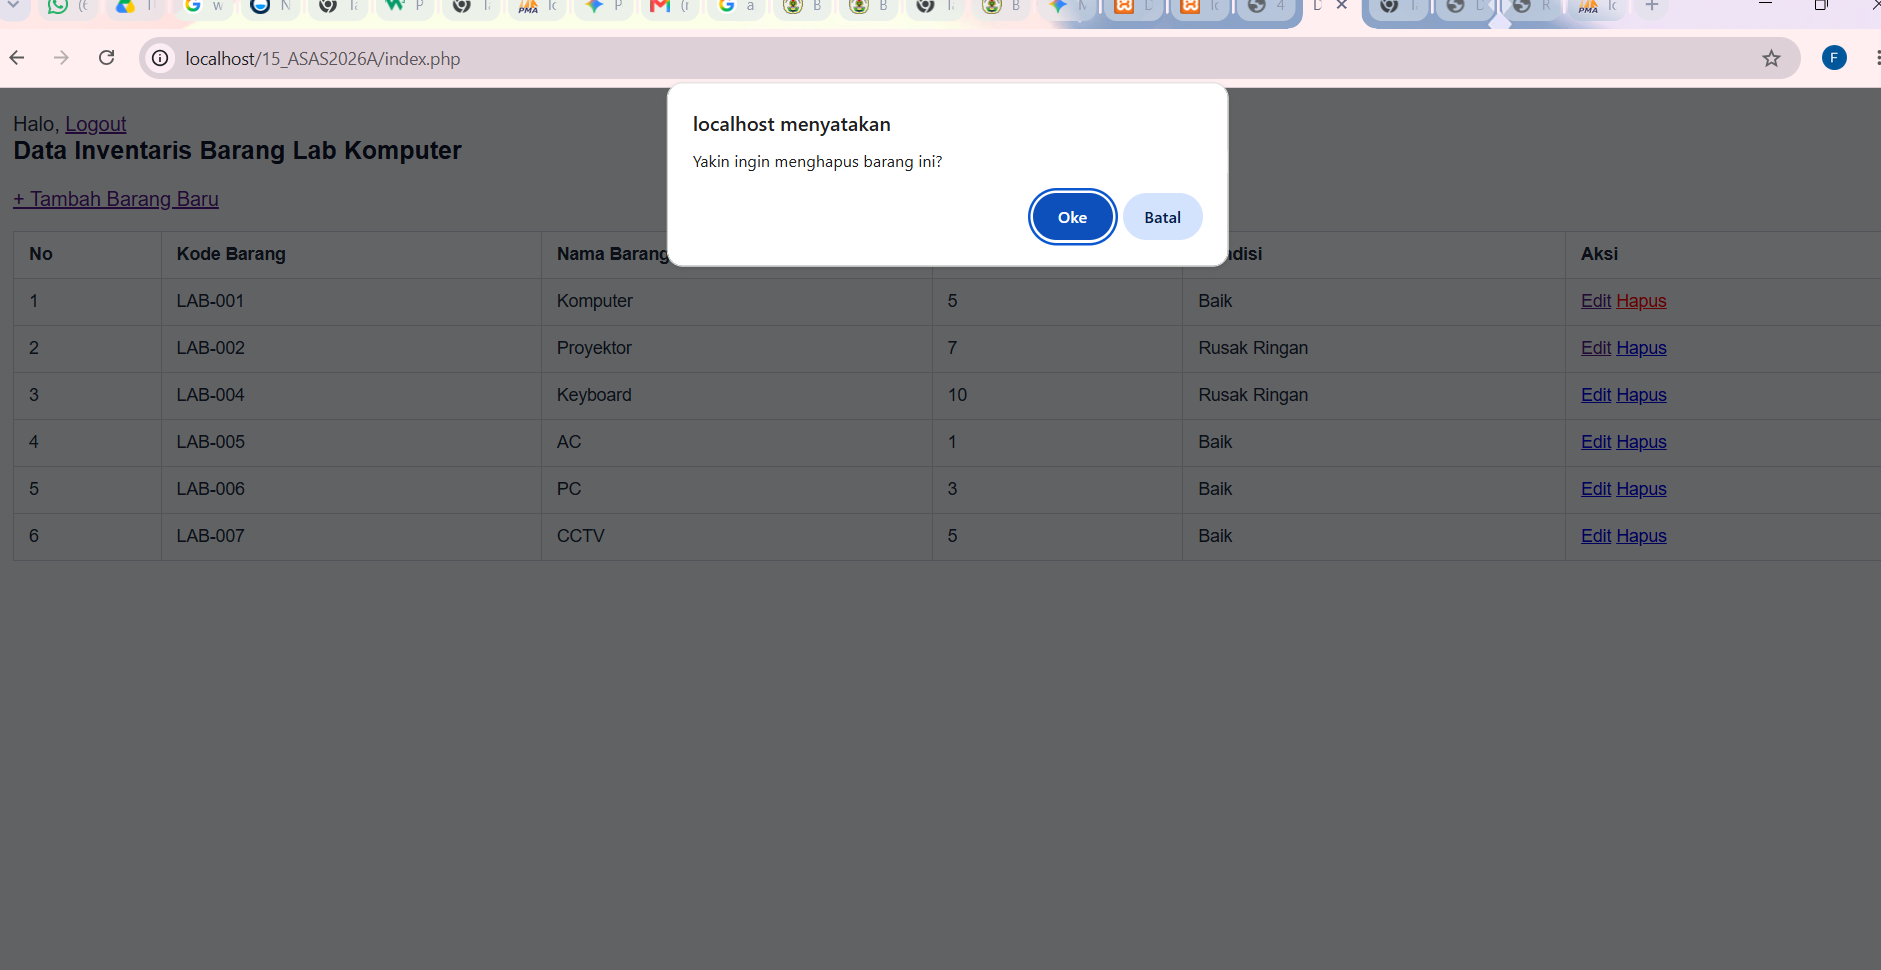 localhost/15_ASAS2026A/index.php
F
localhost menyatakan
Yakin ingin menghapus barang ini?
Oke Batal
Halo, Logout
Data Inventaris Barang Lab Komputer
+ Tambah Barang Baru
No Kode Barang Nama Barang Aksi
1 LAB-001 Komputer 5 Baik Edit Hapus
2 LAB-002 Proyektor 7 Rusak Ringan Edit Hapus
3 LAB-004 Keyboard 10 Rusak Ringan Edit Hapus
4 LAB-005 AC 1 Baik Edit Hapus
5 LAB-006 PC 3 Baik Edit Hapus
6 LAB-007 CCTV 5 Baik Edit Hapus